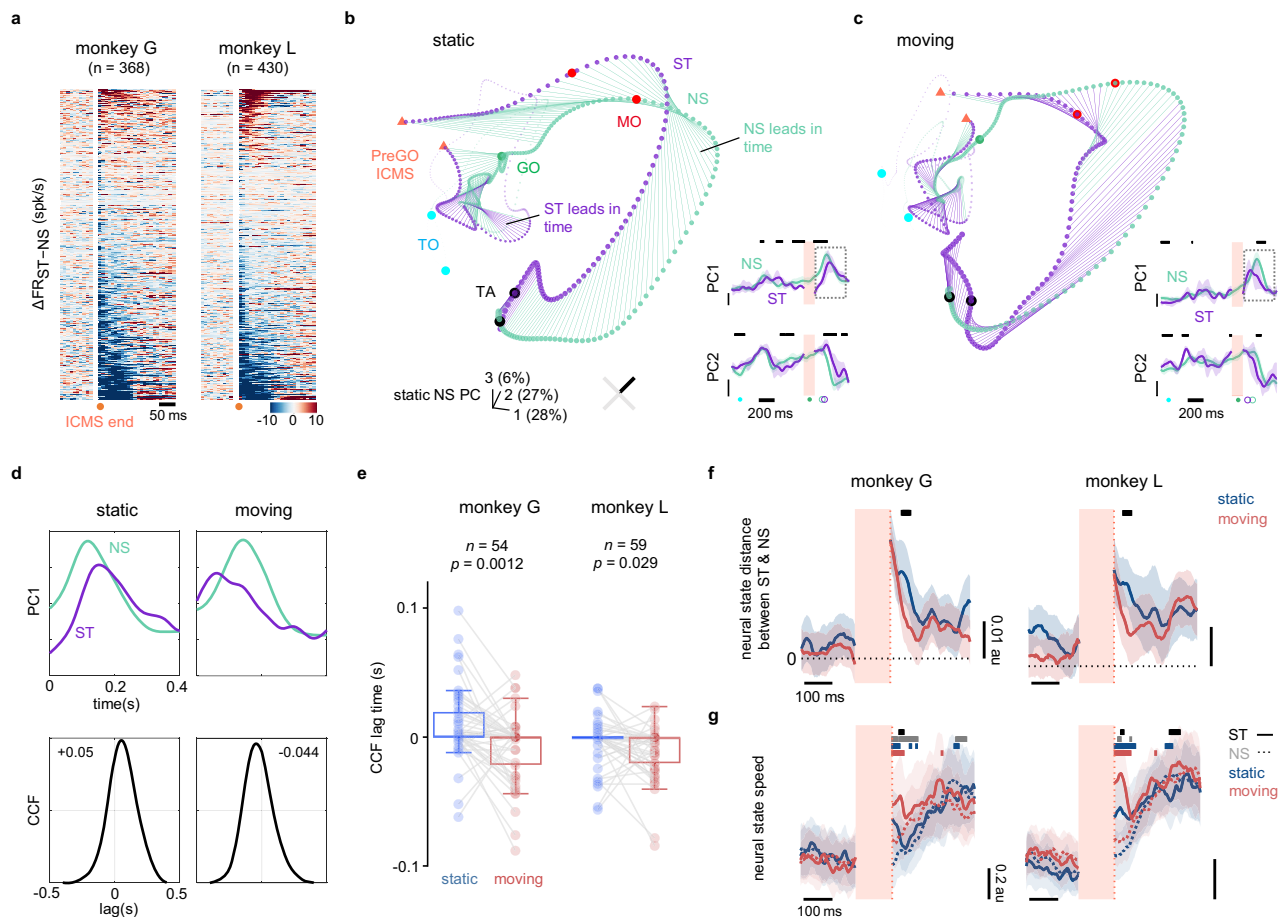 a
monkey G
(n = 368)
monkey L
(n = 430)
ΔFR_ST−NS (spk/s)
ICMS end
-10 0 10
50 ms
b
static
ST
NS
MO
NS leads in
time
PreGO
ICMS
GO
ST leads in
time
TO
TA
static NS PC
3 (6%)
2 (27%)
1 (28%)
PC1
NS
ST
PC2
200 ms
c
moving
PC1
NS
ST
PC2
200 ms
d
static
moving
PC1
NS
ST
0 0.2 0.4
time(s)
CCF
+0.05
-0.044
-0.5 0 0.5
lag(s)
e
monkey G
monkey L
n = 54
p = 0.0012
n = 59
p = 0.029
CCF lag time (s)
0.1
0
-0.1
static
moving
f
monkey G
monkey L
static
moving
neural state distance
between ST & NS
0
0.01 au
100 ms
g
ST
NS
static
moving
neural state speed
0.2 au
100 ms